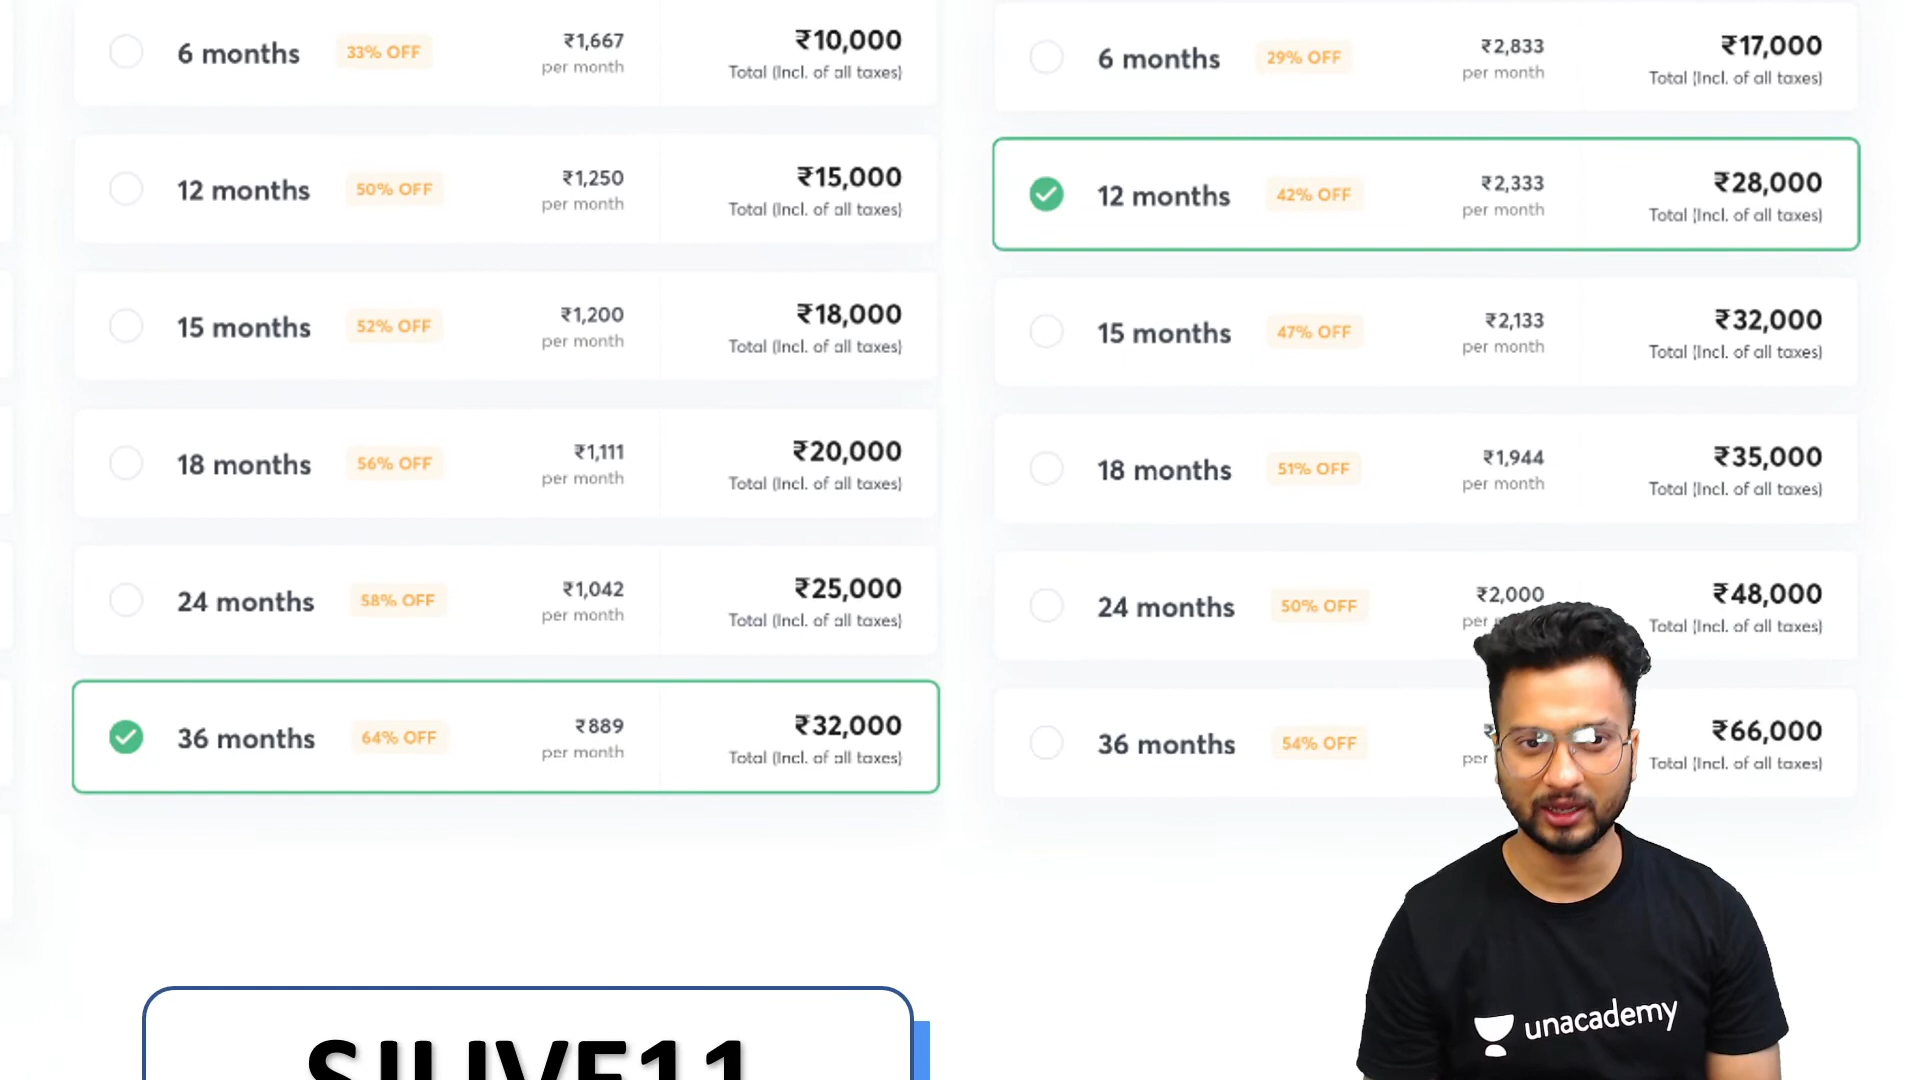 6 months 33% OFF ₹1,667 per month ₹10,000 Total (Incl. of all taxes)
12 months 50% OFF ₹1,250 per month ₹15,000 Total (Incl. of all taxes)
15 months 52% OFF ₹1,200 per month ₹18,000 Total (Incl. of all taxes)
18 months 56% OFF ₹1,111 per month ₹20,000 Total (Incl. of all taxes)
24 months 58% OFF ₹1,042 per month ₹25,000 Total (Incl. of all taxes)
36 months 64% OFF ₹889 per month ₹32,000 Total (Incl. of all taxes)
6 months 29% OFF ₹2,833 per month ₹17,000 Total (Incl. of all taxes)
12 months 42% OFF ₹2,333 per month ₹28,000 Total (Incl. of all taxes)
15 months 47% OFF ₹2,133 per month ₹32,000 Total (Incl. of all taxes)
18 months 51% OFF ₹1,944 per month ₹35,000 Total (Incl. of all taxes)
24 months 50% OFF ₹2,000 per ₹48,000 Total (Incl. of all taxes)
36 months 54% OFF per ₹66,000 Total (Incl. of all taxes)
unacademy